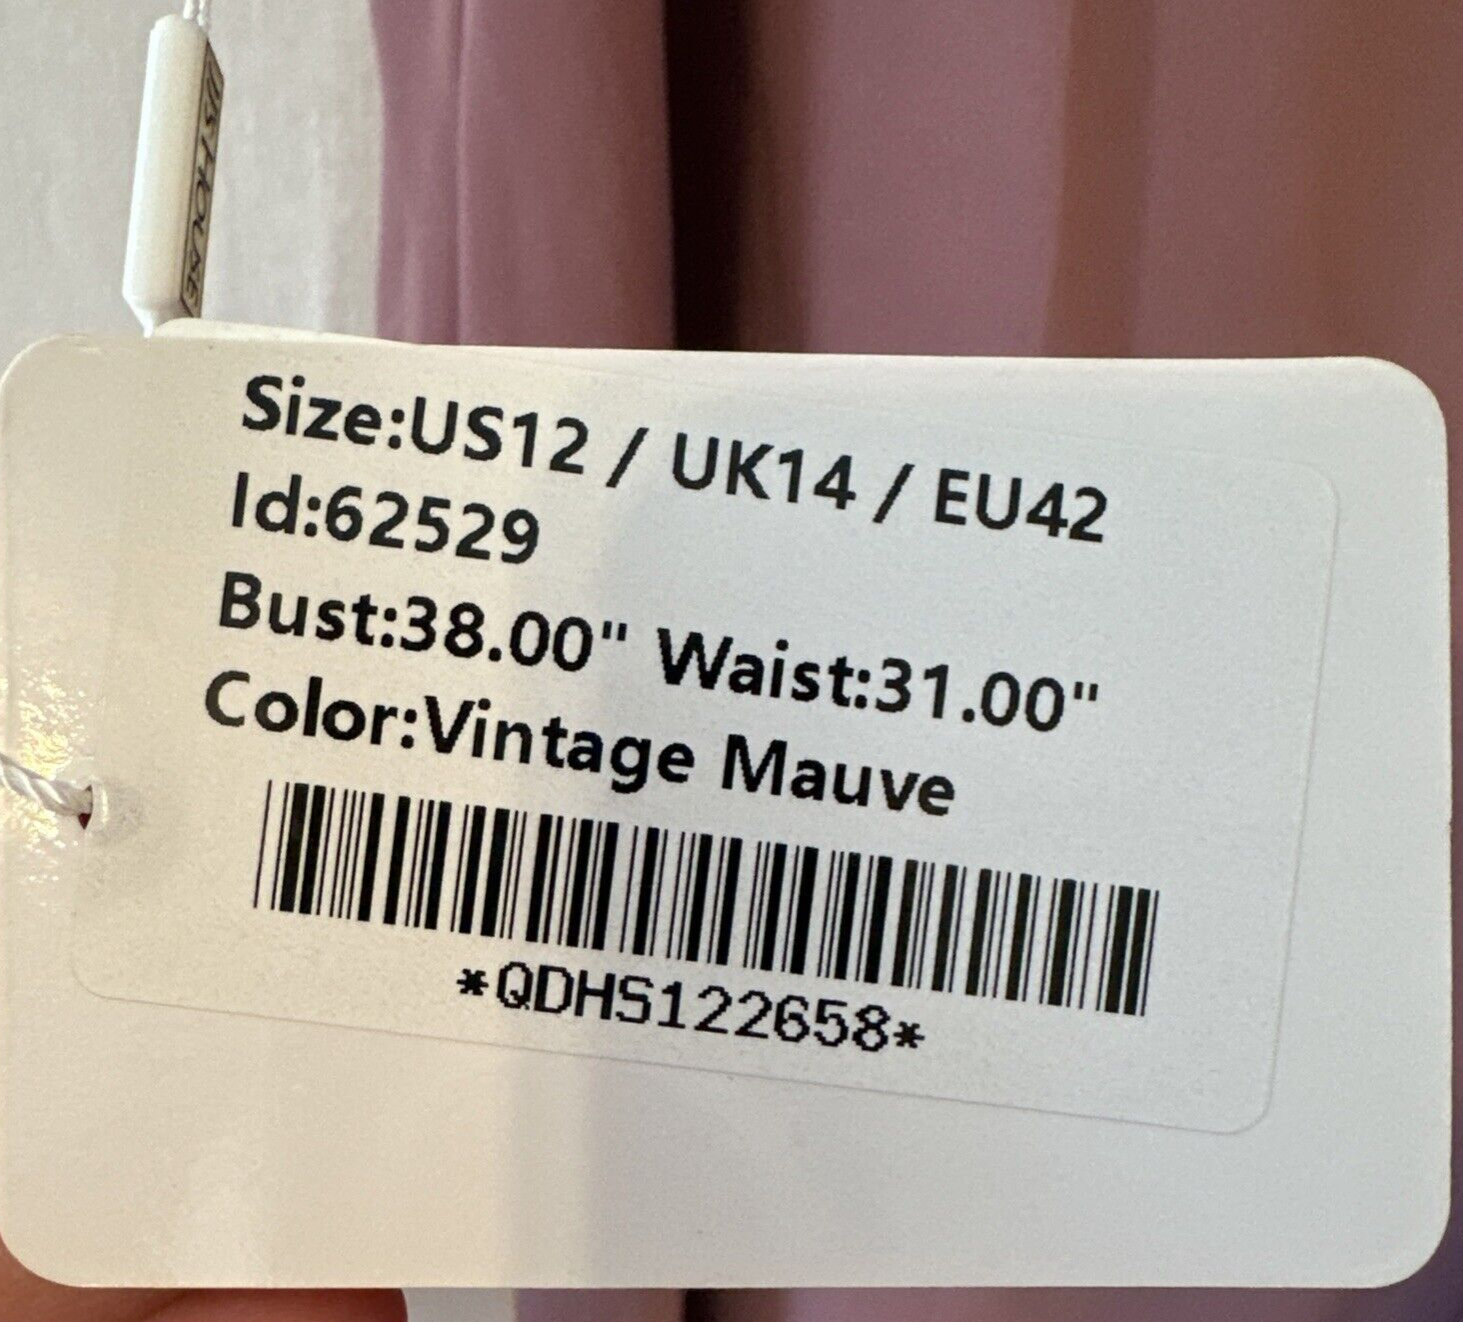 Size:US12 / UK14 / EU42
Id:62529
Bust:38.00" Waist:31.00"
Color:Vintage Mauve
*QDHS122658*